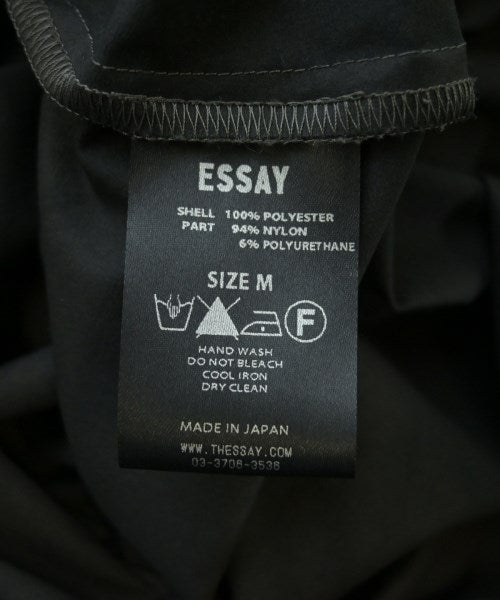 ESSAY
SHELL 100% POLYESTER
PART 94% NYLON
6% POLYURETHANE
SIZE M
F
HAND WASH
DO NOT BLEACH
COOL IRON
DRY CLEAN
MADE IN JAPAN
WWW.THESSAY.COM
03-3706-3536